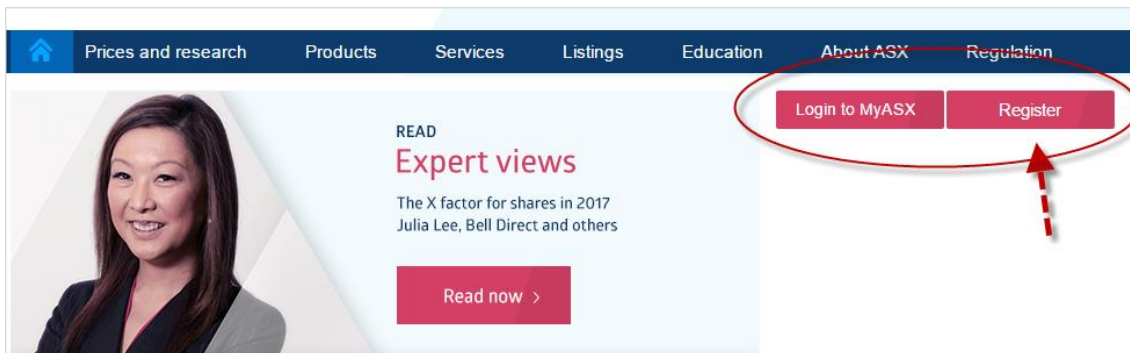 Prices and research Products Services Listings Education About ASX Regulation
Login to MyASX Register
READ
Expert views
The X factor for shares in 2017
Julia Lee, Bell Direct and others
Read now >